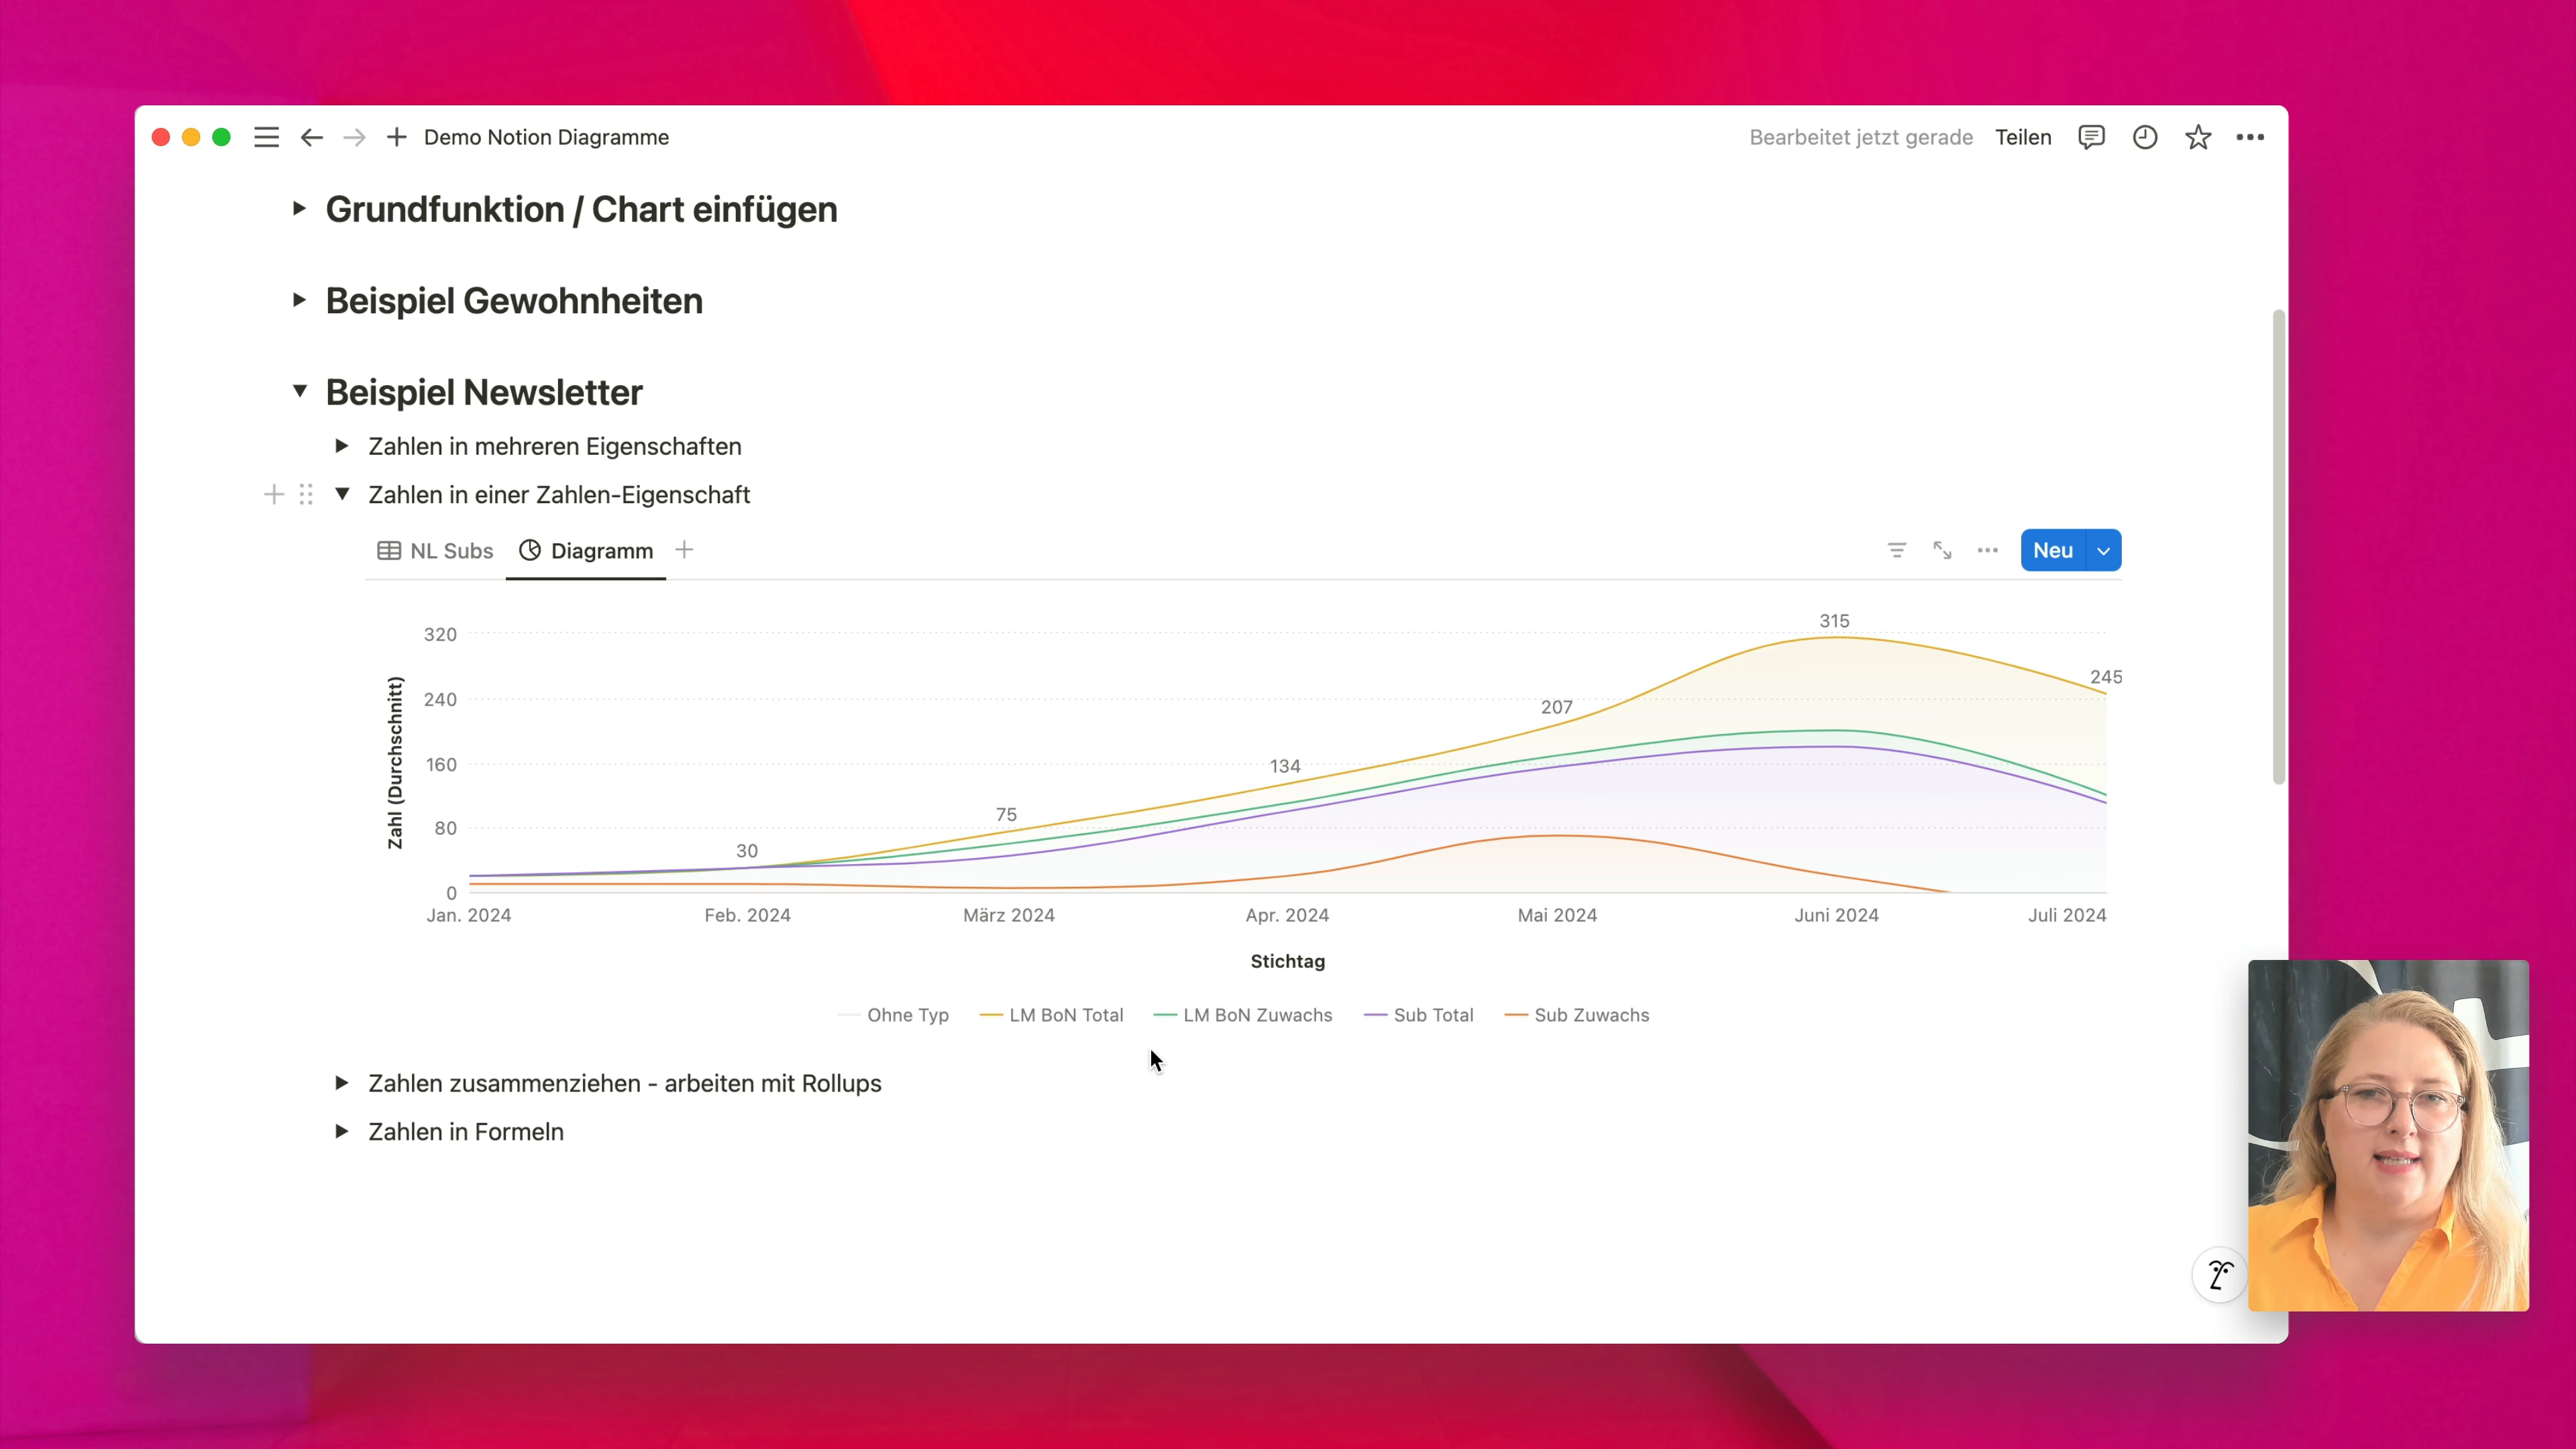 Demo Notion Diagramme
Bearbeitet jetzt gerade Teilen
Grundfunktion / Chart einfügen
Beispiel Gewohnheiten
Beispiel Newsletter
Zahlen in mehreren Eigenschaften
Zahlen in einer Zahlen-Eigenschaft
NL Subs Diagramm
Neu
Zahl (Durchschnitt)
320
240
160
80
0
30
75
134
207
315
245
Jan. 2024 Feb. 2024 März 2024 Apr. 2024 Mai 2024 Juni 2024 Juli 2024
Stichtag
Ohne Typ LM BoN Total LM BoN Zuwachs Sub Total Sub Zuwachs
Zahlen zusammenziehen - arbeiten mit Rollups
Zahlen in Formeln